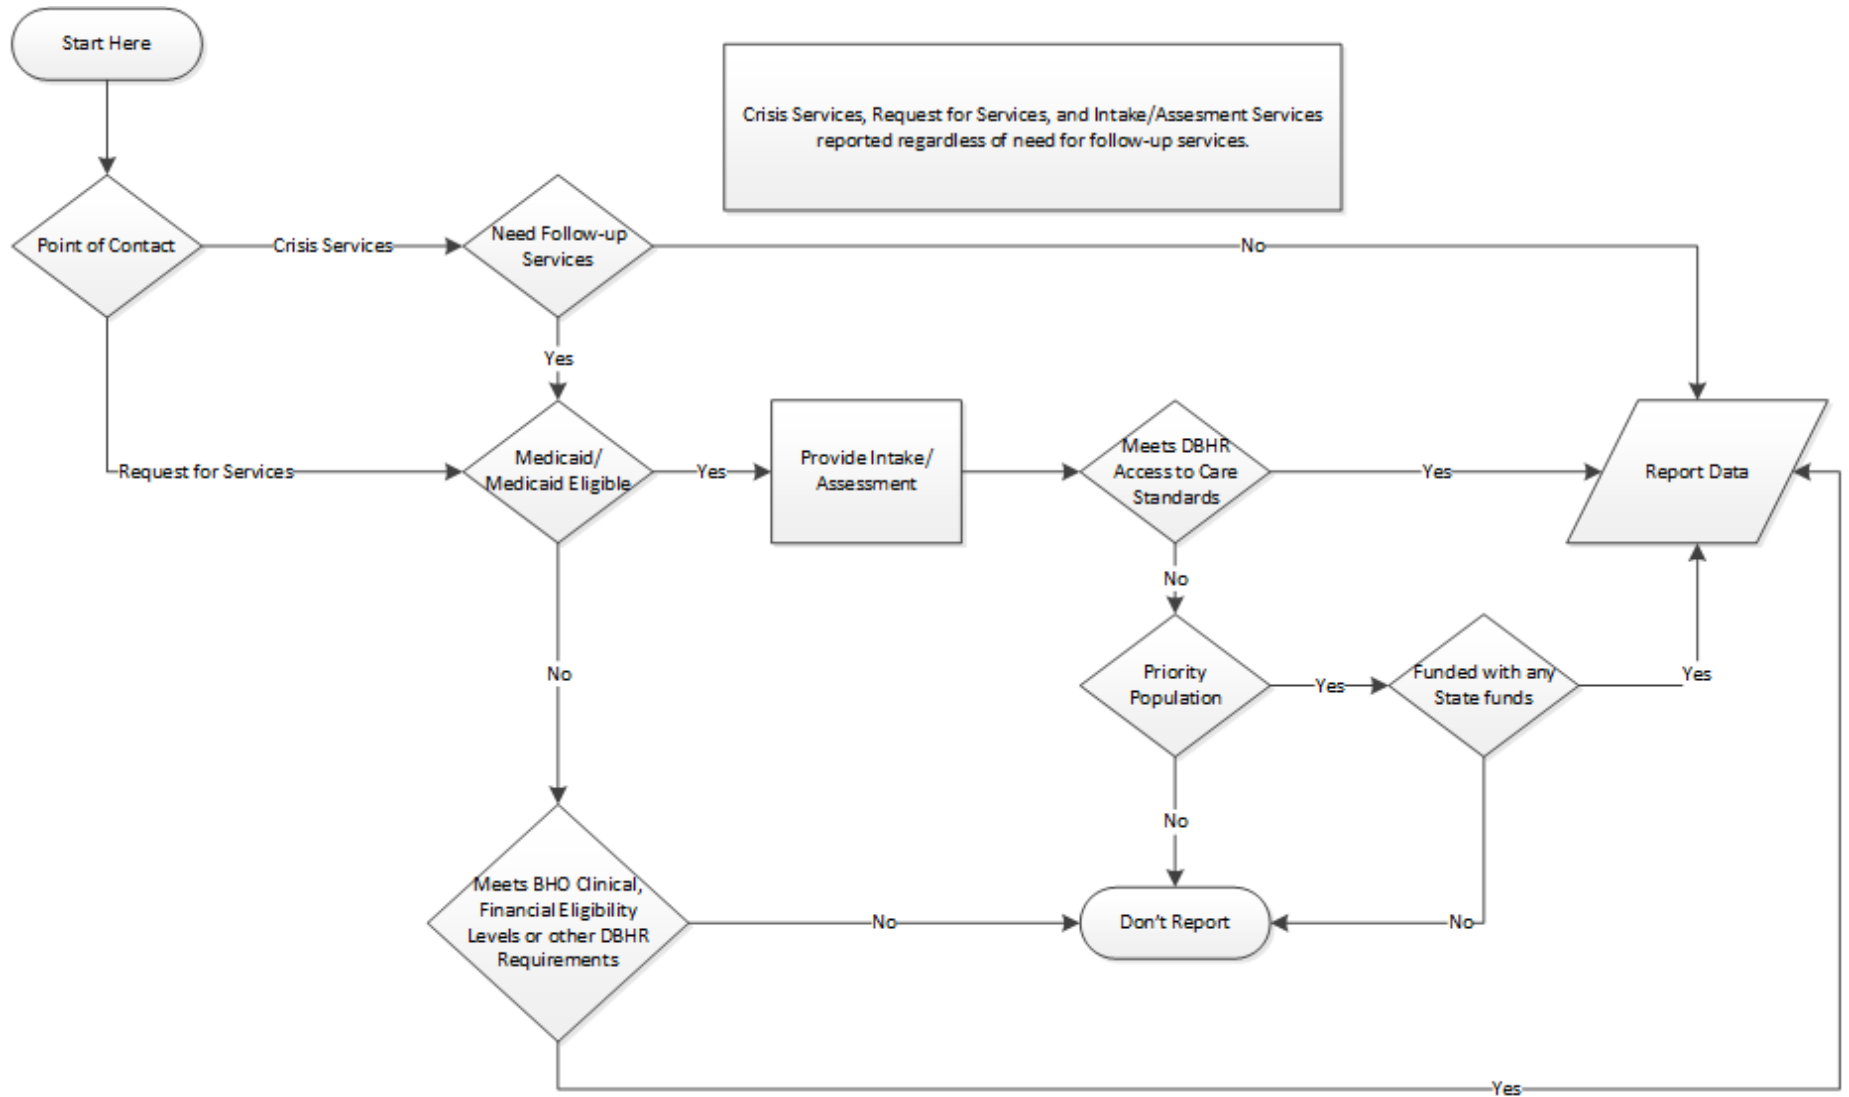 Start Here
Crisis Services, Request for Services, and Intake/Assesment Services
reported regardless of need for follow-up services.
Point of Contact
Crisis Services
Need Follow-up
Services
No
Yes
Request for Services
Medicaid/
Medicaid Eligible
Yes
Provide Intake/
Assessment
Meets DBHR
Access to Care
Standards
Yes
Report Data
No
No
Priority
Population
Yes
Funded with any
State funds
Yes
No
Meets BHO Clinical,
Financial Eligibility
Levels or other DBHR
Requirements
No
Don't Report
No
Yes